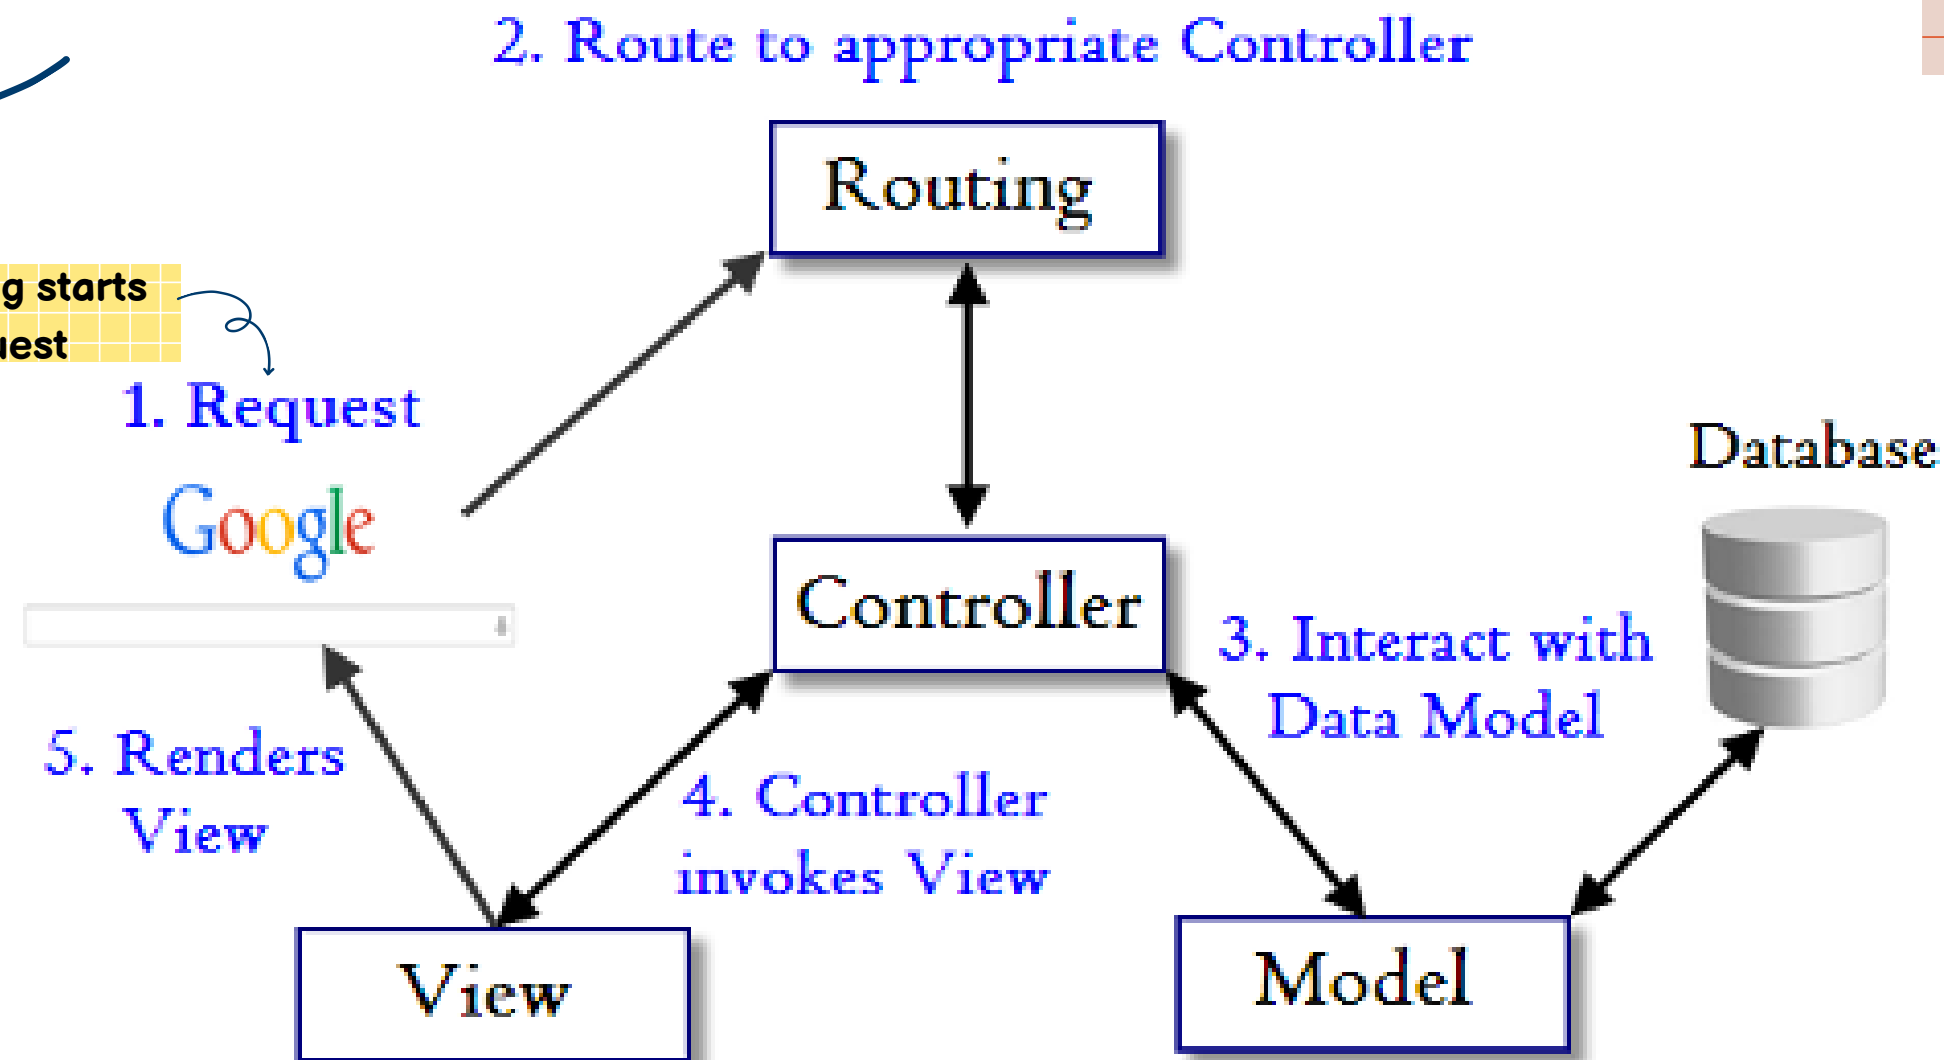 2. Route to appropriate Controller
Routing
g starts
uest
1. Request
Google
Database
Controller
3. Interact with
Data Model
5. Renders
View
4. Controller
invokes View
View
Model